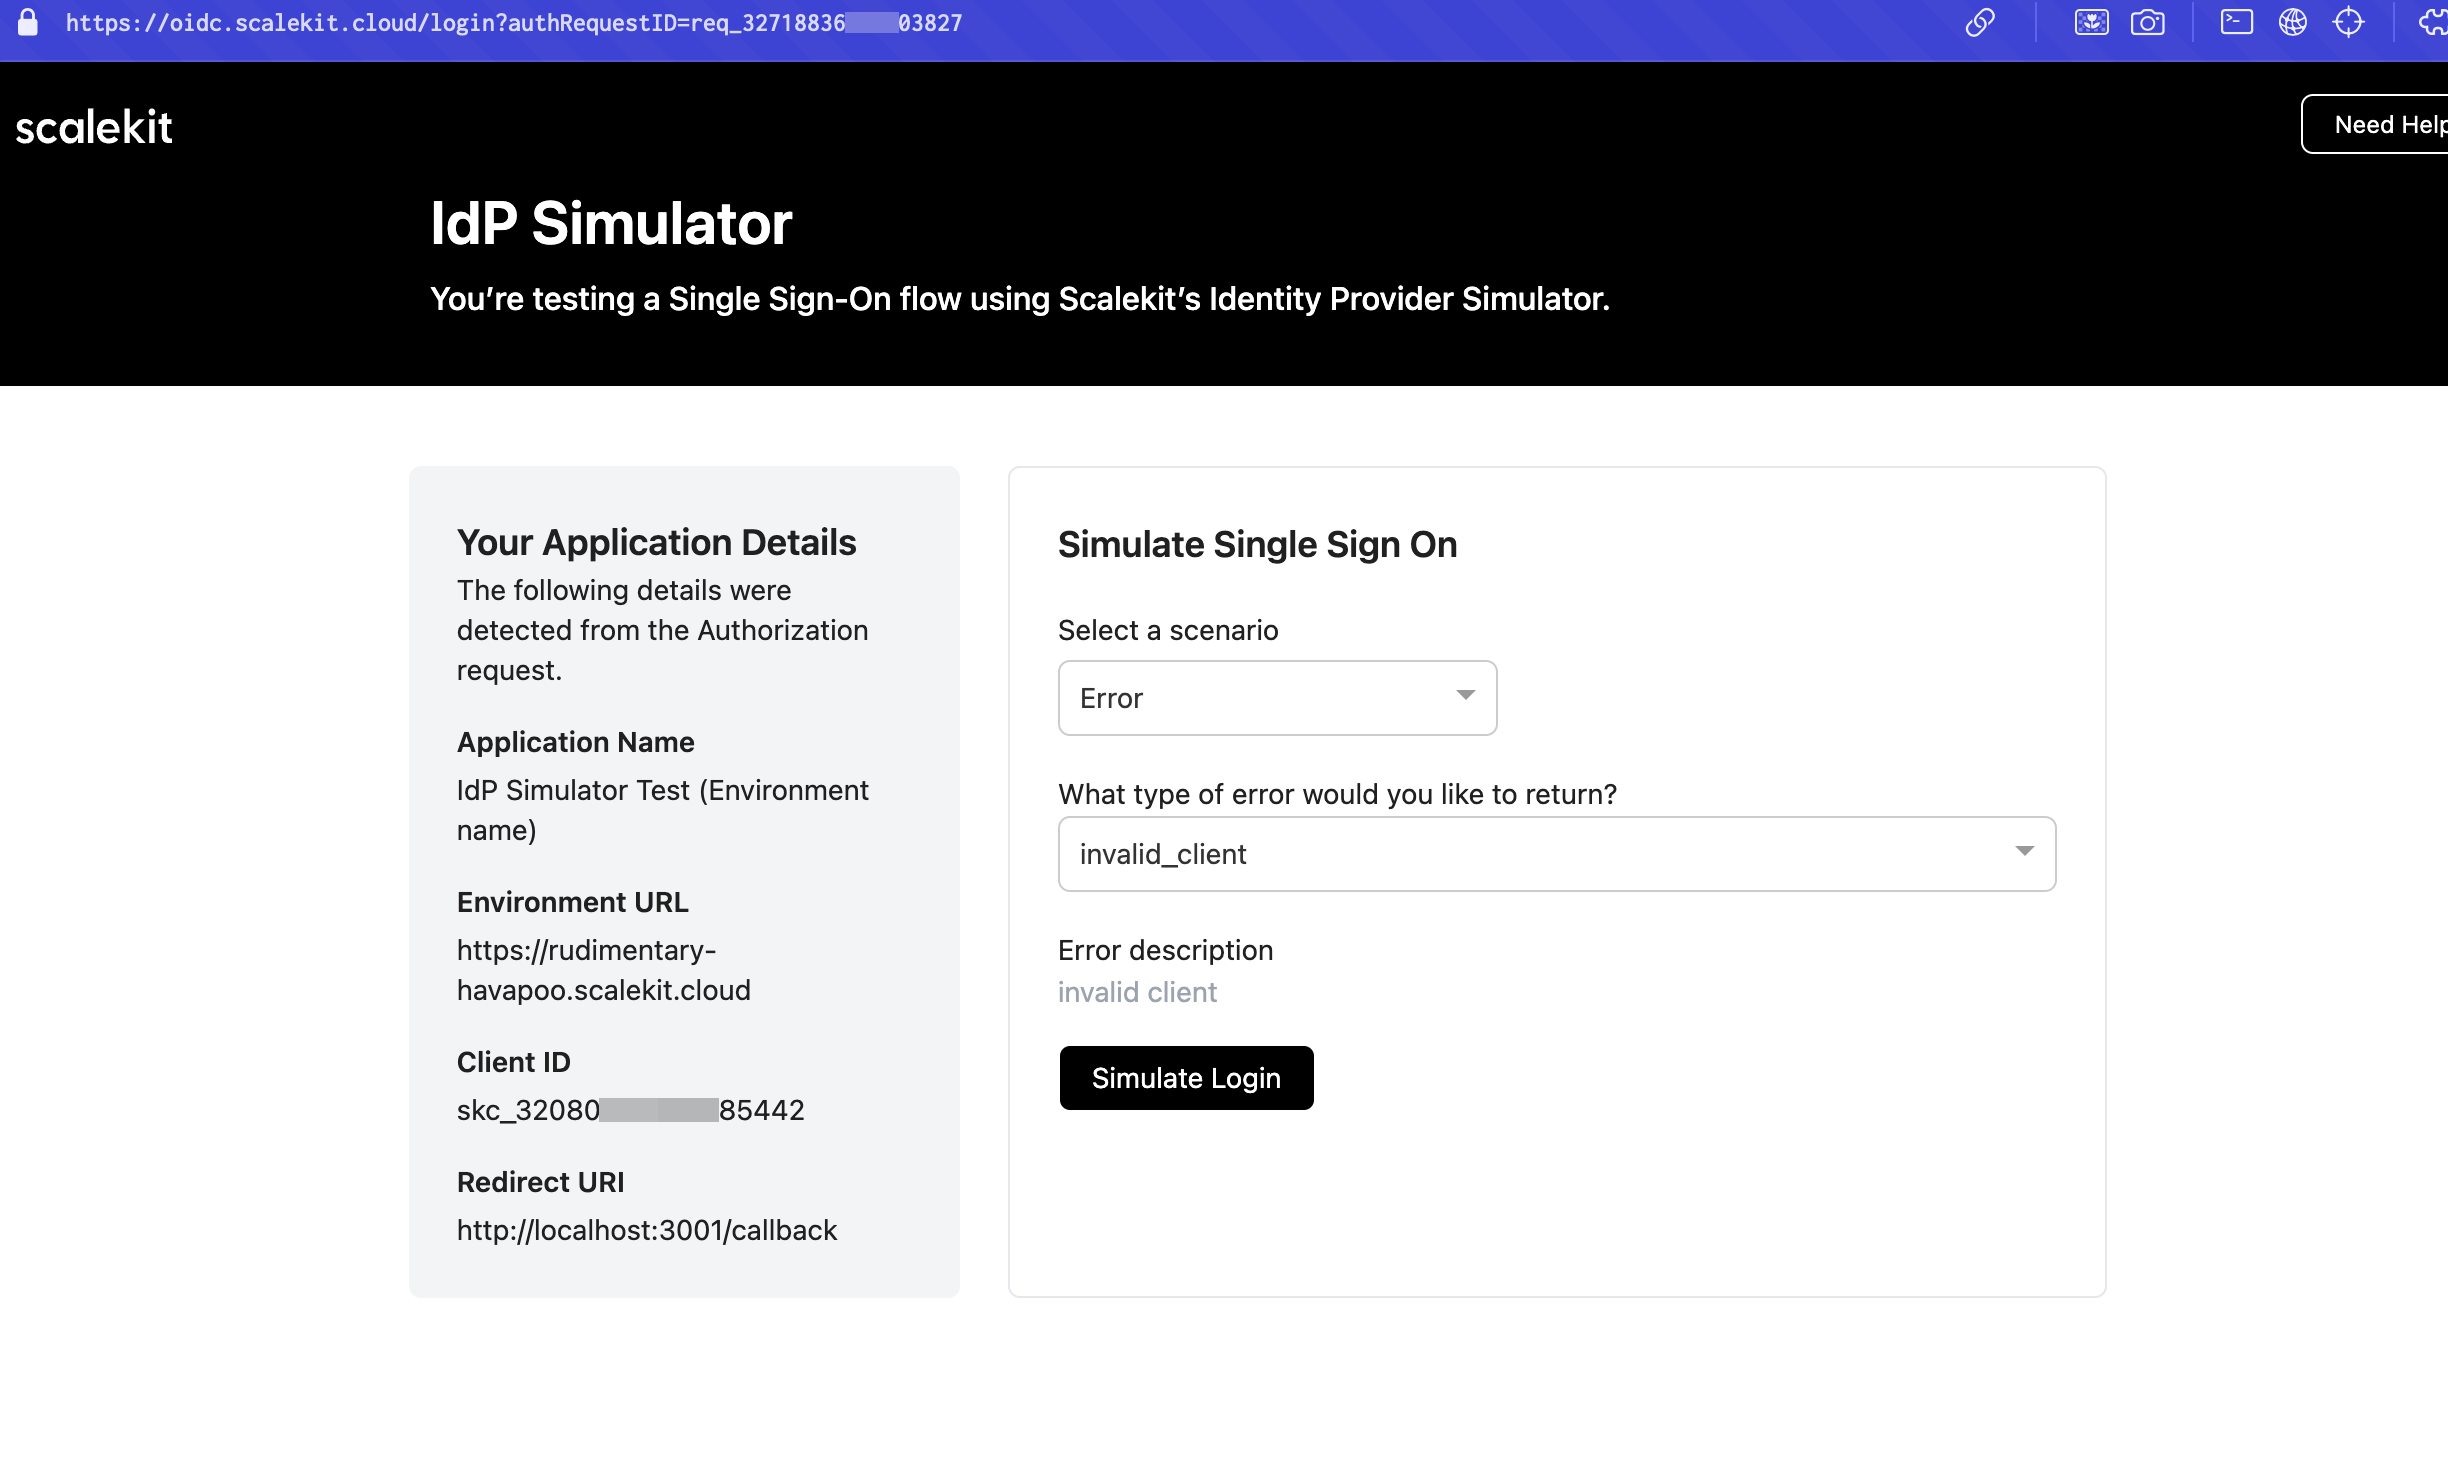 https://oidc.scalekit.cloud/login?authRequestID=req_32718836 03827
scalekit
Need Help
IdP Simulator
You’re testing a Single Sign-On flow using Scalekit’s Identity Provider Simulator.
Your Application Details
The following details were
detected from the Authorization
request.
Application Name
IdP Simulator Test (Environment
name)
Environment URL
https://rudimentary-
havapoo.scalekit.cloud
Client ID
skc_32080 85442
Redirect URI
http://localhost:3001/callback
Simulate Single Sign On
Select a scenario
Error
What type of error would you like to return?
invalid_client
Error description
invalid client
Simulate Login